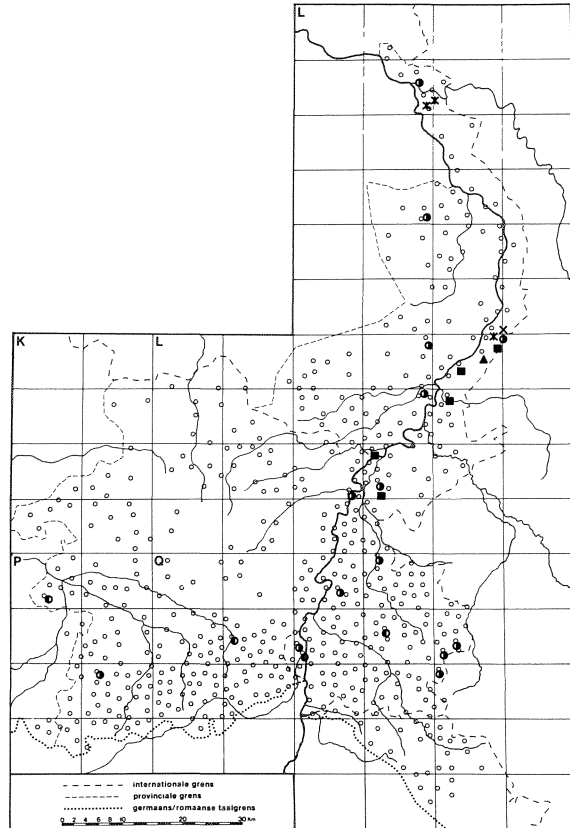 L
K
L
P
Q
internationale grens
provinciale grens
germaans/romaanse taalgrens
0 2 4 6 8 10 20 30 km